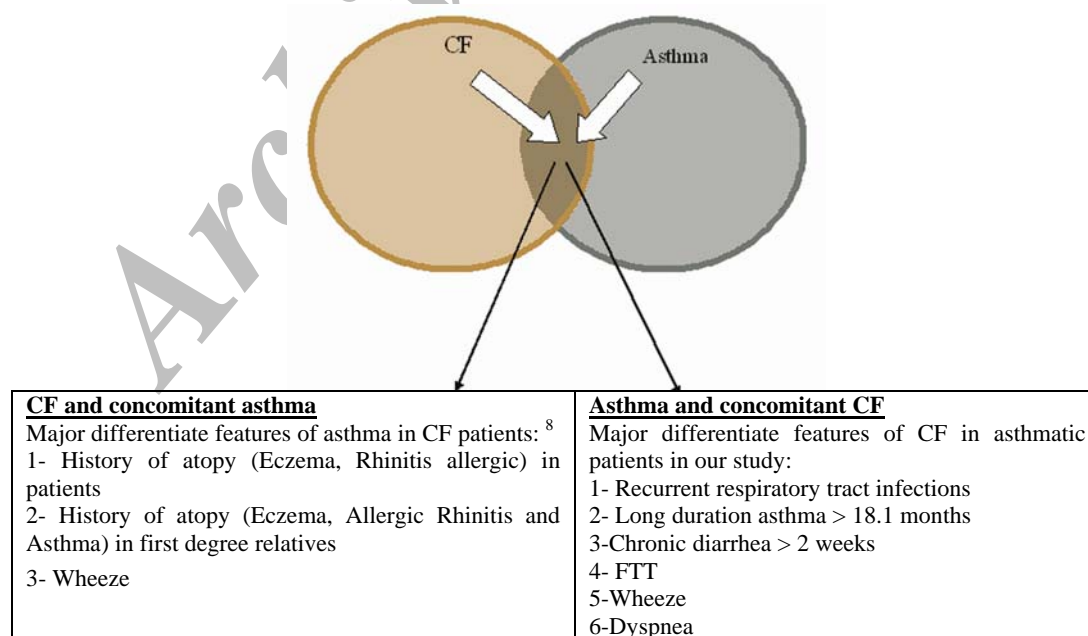 CF
Asthma
CF and concomitant asthma
Major differentiate features of asthma in CF patients: 8
1- History of atopy (Eczema, Rhinitis allergic) in
patients
2- History of atopy (Eczema, Allergic Rhinitis and
Asthma) in first degree relatives
3- Wheeze
Asthma and concomitant CF
Major differentiate features of CF in asthmatic
patients in our study:
1- Recurrent respiratory tract infections
2- Long duration asthma > 18.1 months
3-Chronic diarrhea > 2 weeks
4- FTT
5-Wheeze
6-Dyspnea